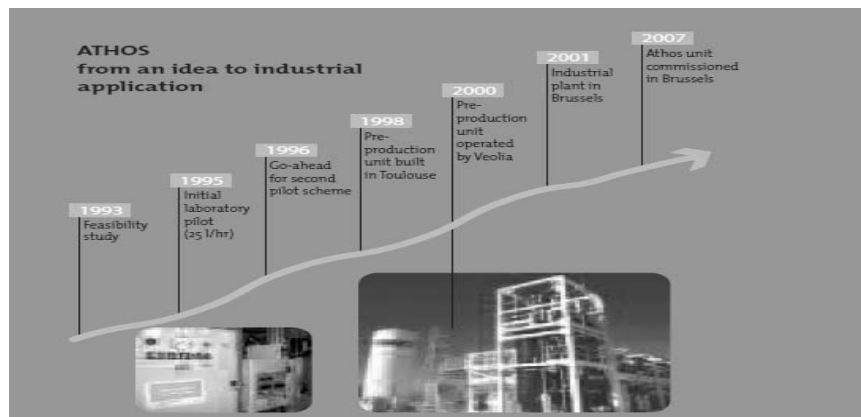 ATHOS
from an idea to industrial
application
1993
Feasibility
study
1995
Initial
laboratory
pilot
(25 l/hr)
1996
Go-ahead
for second
pilot scheme
1998
Pre-
production
unit built
in Toulouse
2000
Pre-
production
unit
operated
by Veolia
2001
Industrial
plant in
Brussels
2007
Athos unit
commissioned
in Brussels